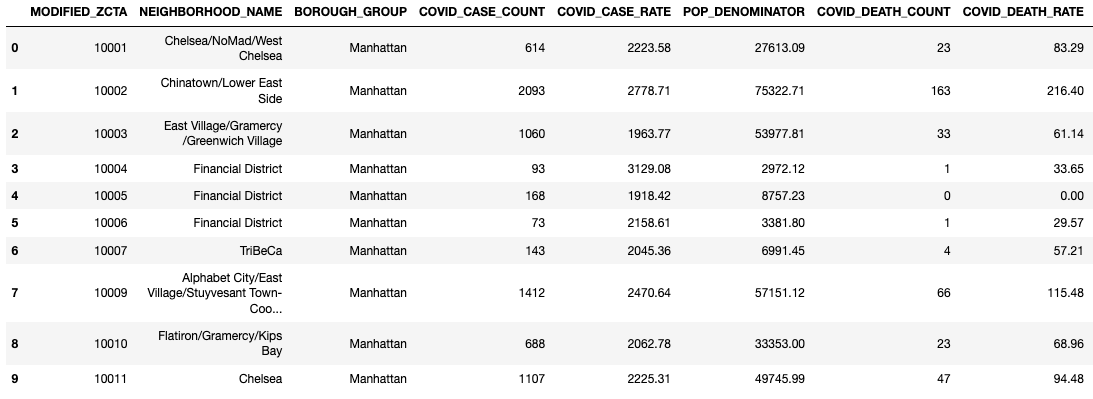 MODIFIED_ZCTA NEIGHBORHOOD_NAME BOROUGH_GROUP COVID_CASE_COUNT COVID_CASE_RATE POP_DENOMINATOR COVID_DEATH_COUNT COVID_DEATH_RATE
0 10001 Chelsea/NoMad/West Manhattan 614 2223.58 27613.09 23 83.29
Chelsea
1 10002 Chinatown/Lower East Manhattan 2093 2778.71 75322.71 163 216.40
Side
2 10003 East Village/Gramercy Manhattan 1060 1963.77 53977.81 33 61.14
/Greenwich Village
3 10004 Financial District Manhattan 93 3129.08 2972.12 1 33.65
4 10005 Financial District Manhattan 168 1918.42 8757.23 0 0.00
5 10006 Financial District Manhattan 73 2158.61 3381.80 1 29.57
6 10007 TriBeCa Manhattan 143 2045.36 6991.45 4 57.21
Alphabet City/East
7 10009 Village/Stuyvesant Town- Manhattan 1412 2470.64 57151.12 66 115.48
Coo...
8 10010 Flatiron/Gramercy/Kips Manhattan 688 2062.78 33353.00 23 68.96
Bay
9 10011 Chelsea Manhattan 1107 2225.31 49745.99 47 94.48